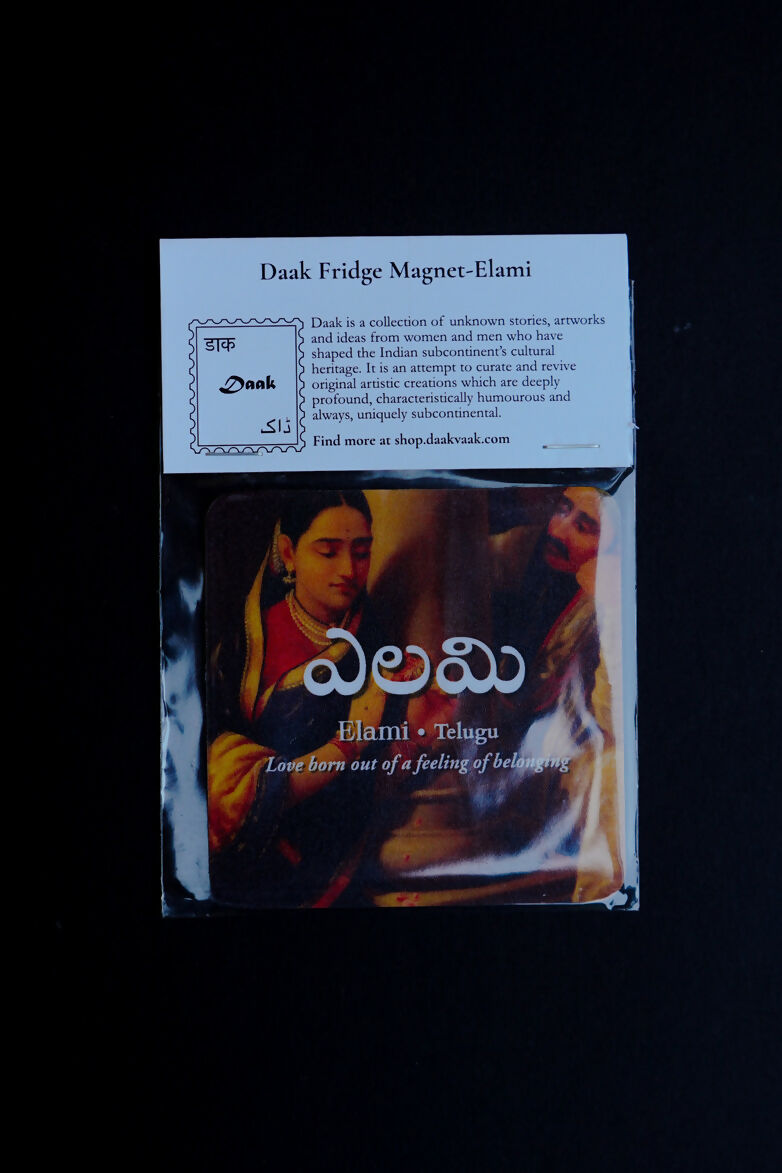 Daak Fridge Magnet-Elami
डाक
Daak
ڈاک
Daak is a collection of unknown stories, artworks
and ideas from women and men who have
shaped the Indian subcontinent's cultural
heritage. It is an attempt to curate and revive
original artistic creations which are deeply
profound, characteristically humourous and
always, uniquely subcontinental.
Find more at shop.daakvaak.com
ఎలమి
Elami • Telugu
Love born out of a feeling of belonging